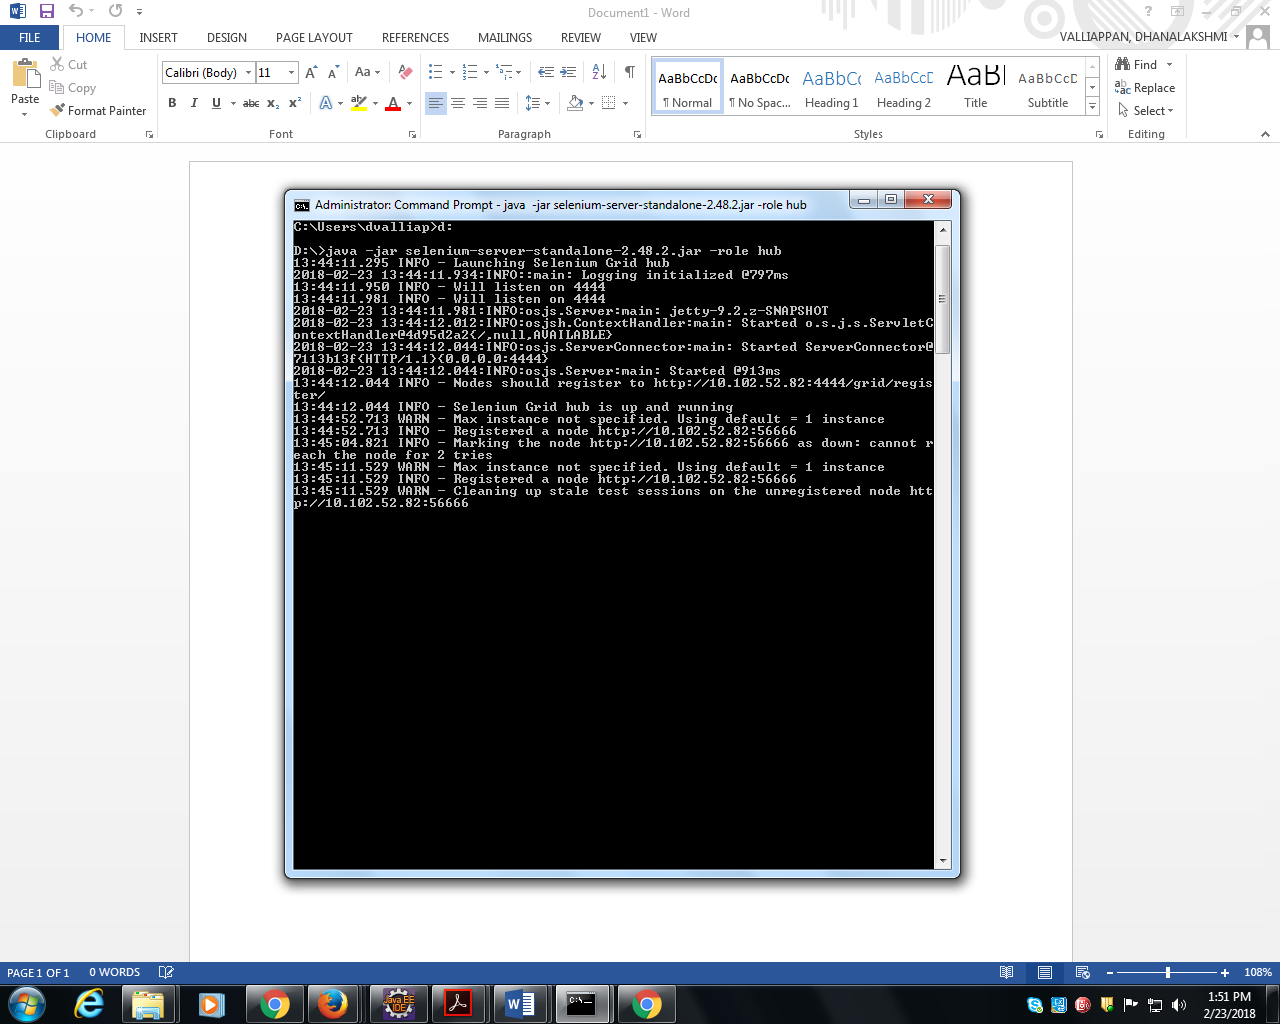 Document1 - Word
FILE HOME INSERT DESIGN PAGE LAYOUT REFERENCES MAILINGS REVIEW VIEW
VALLIAPPAN, DHANALAKSHMI
Paste
Cut
Copy
Format Painter
Clipboard
Calibri (Body) 11
Font
Paragraph
AaBbCcDc AaBbCcDc AaBbCc AaBbCcD AaBl AaBbCcD
¶ Normal ¶ No Spac... Heading 1 Heading 2 Title Subtitle
Styles
Find
Replace
Select
Editing
Administrator: Command Prompt - java -jar selenium-server-standalone-2.48.2.jar -role hub
C:\Users\dvalliap>d:
D:\>java -jar selenium-server-standalone-2.48.2.jar -role hub
13:44:11.295 INFO - Launching Selenium Grid hub
2018-02-23 13:44:11.934:INFO::main: Logging initialized @797ms
13:44:11.950 INFO - Will listen on 4444
13:44:11.981 INFO - Will listen on 4444
2018-02-23 13:44:11.981:INFO:osjs.Server:main: jetty-9.2.z-SNAPSHOT
2018-02-23 13:44:12.012:INFO:osjsh.ContextHandler:main: Started o.s.j.s.ServletC
ontextHandler@4d95d2a2{/,null,AVAILABLE}
2018-02-23 13:44:12.044:INFO:osjs.ServerConnector:main: Started ServerConnector@
7113b13f{HTTP/1.1}{0.0.0.0:4444}
2018-02-23 13:44:12.044:INFO:osjs.Server:main: Started @913ms
13:44:12.044 INFO - Nodes should register to http://10.102.52.82:4444/grid/regis
ter/
13:44:12.044 INFO - Selenium Grid hub is up and running
13:44:52.713 WARN - Max instance not specified. Using default = 1 instance
13:44:52.713 INFO - Registered a node http://10.102.52.82:56666
13:45:04.821 INFO - Marking the node http://10.102.52.82:56666 as down: cannot r
each the node for 2 tries
13:45:11.529 WARN - Max instance not specified. Using default = 1 instance
13:45:11.529 INFO - Registered a node http://10.102.52.82:56666
13:45:11.529 WARN - Cleaning up stale test sessions on the unregistered node htt
p://10.102.52.82:56666
PAGE 1 OF 1 0 WORDS
108%
Java EE
IDE
1:51 PM
2/23/2018